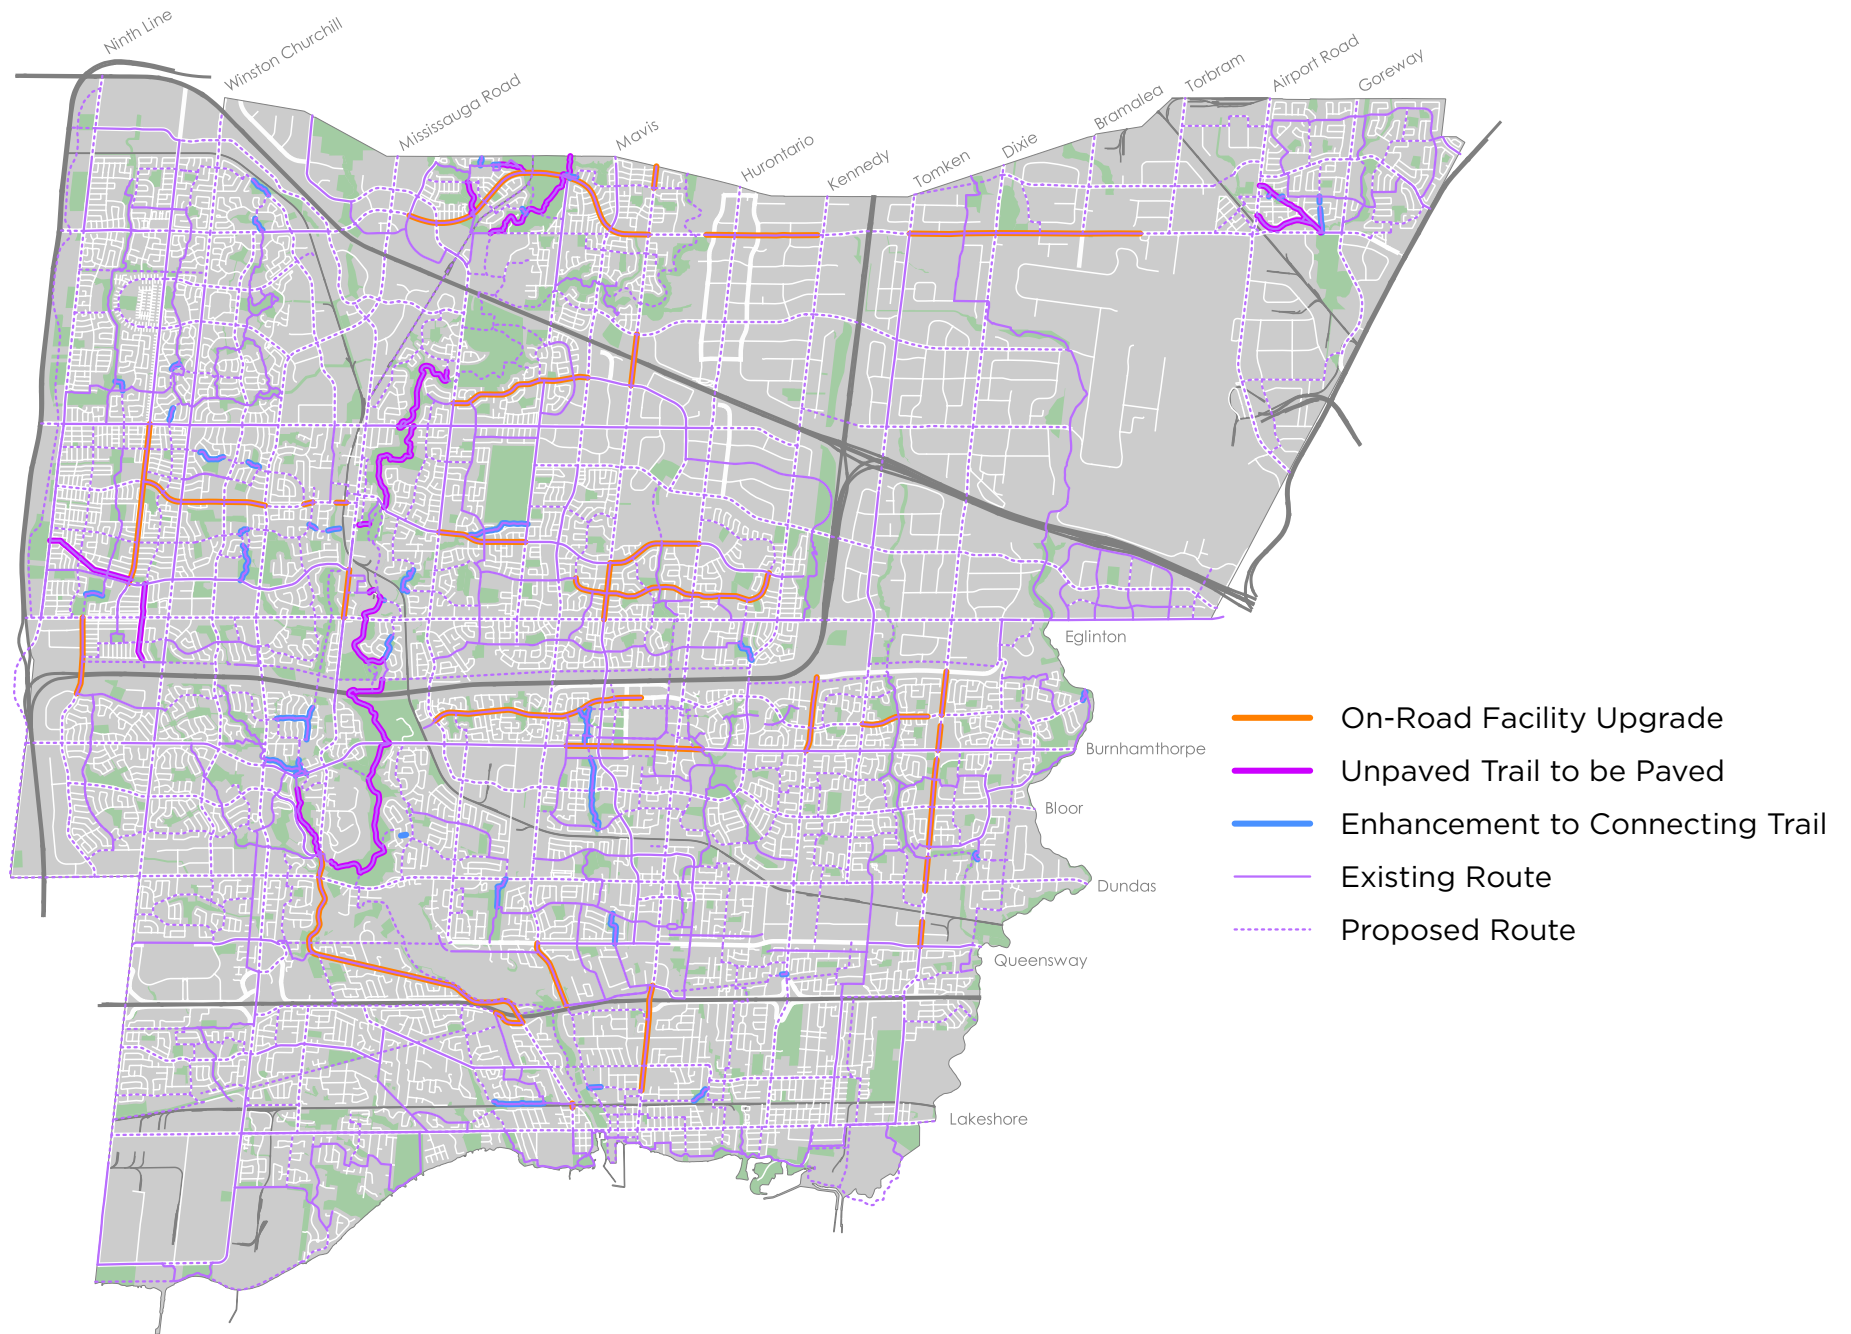 Ninth Line
Winston Churchill
Mississauga Road
Mavis
Hurontario
Kennedy
Tomken
Dixie
Bramalea
Torbram
Airport Road
Goreway
Eglinton
Burnhamthorpe
Bloor
Dundas
Queensway
Lakeshore
On-Road Facility Upgrade
Unpaved Trail to be Paved
Enhancement to Connecting Trail
Existing Route
Proposed Route